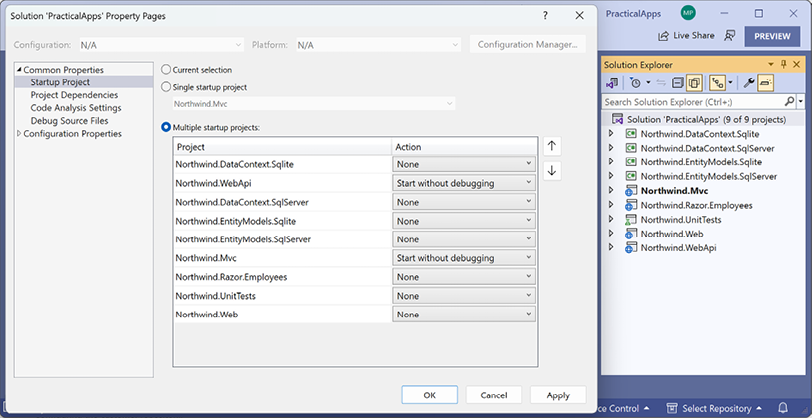 Solution 'PracticalApps' Property Pages
?
Configuration: N/A
Platform: N/A
Configuration Manager...
Common Properties
Startup Project
Project Dependencies
Code Analysis Settings
Debug Source Files
Configuration Properties
Current selection
Single startup project
Northwind.Mvc
Multiple startup projects:
Project Action
Northwind.DataContext.Sqlite None
Northwind.WebApi Start without debugging
Northwind.DataContext.SqlServer None
Northwind.EntityModels.Sqlite None
Northwind.EntityModels.SqlServer None
Northwind.Mvc Start without debugging
Northwind.Razor.Employees None
Northwind.UnitTests None
Northwind.Web None
OK Cancel Apply
PracticalApps MP
Live Share PREVIEW
Solution Explorer
Search Solution Explorer (Ctrl+;)
Solution 'PracticalApps' (9 of 9 projects)
Northwind.DataContext.Sqlite
Northwind.DataContext.SqlServer
Northwind.EntityModels.Sqlite
Northwind.EntityModels.SqlServer
Northwind.Mvc
Northwind.Razor.Employees
Northwind.UnitTests
Northwind.Web
Northwind.WebApi
rce Control Select Repository